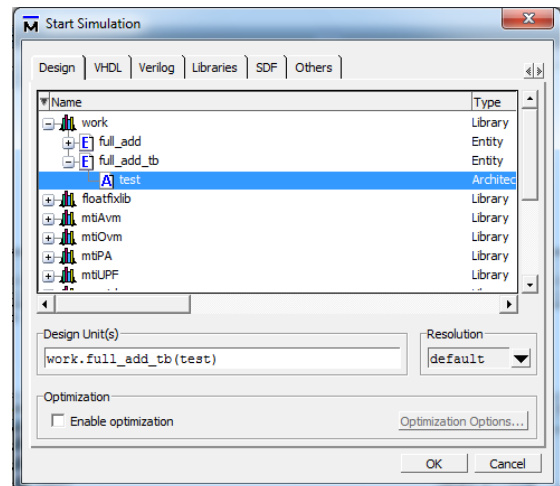 M Start Simulation
Design VHDL Verilog Libraries SDF Others
Name Type
work Library
E full_add Entity
E full_add_tb Entity
A test Architec
floatfixlib Library
mtiAvm Library
mtiOvm Library
mtiPA Library
mtiUPF Library
Design Unit(s) Resolution
work.full_add_tb(test) default
Optimization
Enable optimization Optimization Options...
OK Cancel